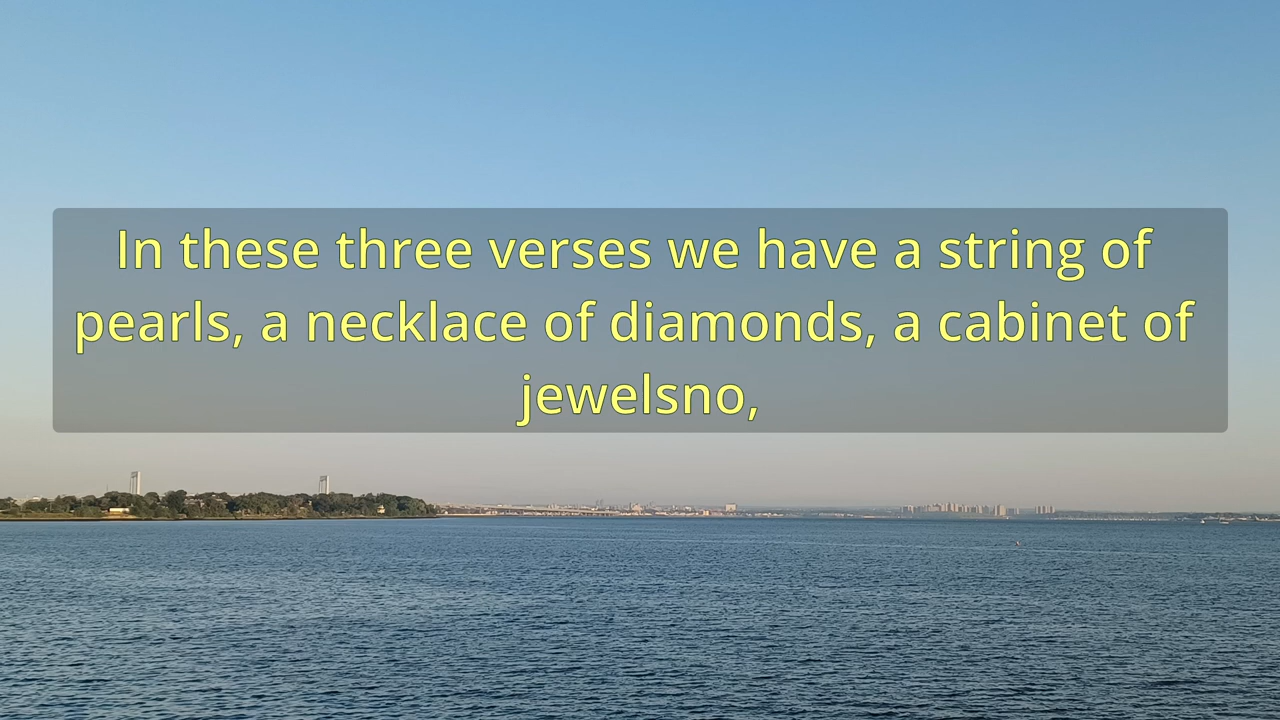 In these three verses we have a string of
pearls, a necklace of diamonds, a cabinet of
jewelsno,